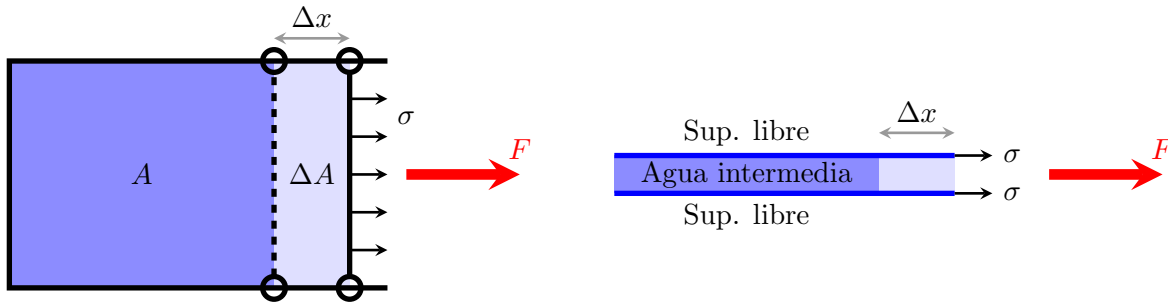 Δx
σ
F
A
ΔA
Δx
Sup. libre
σ
F
Agua intermedia
σ
Sup. libre